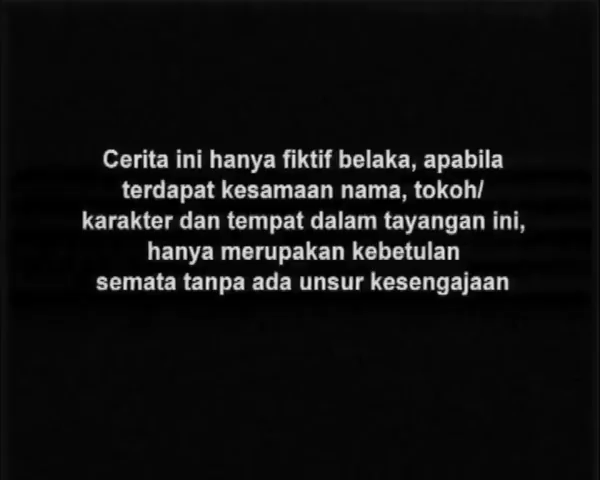 Cerita ini hanya fiktif belaka, apabila
terdapat kesamaan nama, tokoh/
karakter dan tempat dalam tayangan ini,
hanya merupakan kebetulan
semata tanpa ada unsur kesengajaan